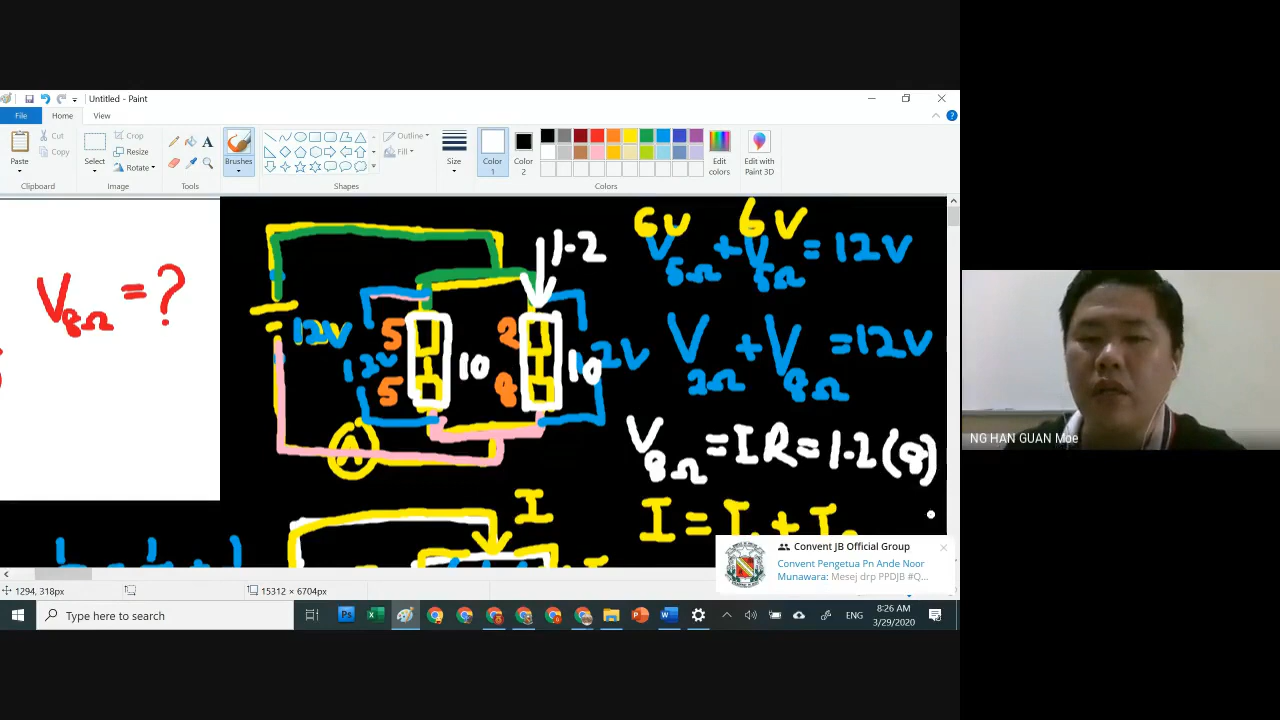 Untitled - Paint
File Home View
Cut
Copy
Paste
Clipboard
Select
Crop
Resize
Rotate
Image
Tools
Brushes
Shapes
Outline
Fill
Size
Color 1
Color 2
Colors
Edit colors
Edit with Paint 3D
V8Ω = ?
12V
5
5
12V
10
2
8
10
2V
1.2
A
6V 6V
V5Ω + V5Ω = 12V
V2Ω + V8Ω = 12V
V8Ω = IR = 1.2(8)
I = I +
I
NG HAN GUAN Moe
Convent JB Official Group
Convent Pengetua Pn Ande Noor
Munawara: Mesej drp PPDJB #Q...
1294, 318px
15312 × 6704px
Type here to search
ENG
8:26 AM
3/29/2020